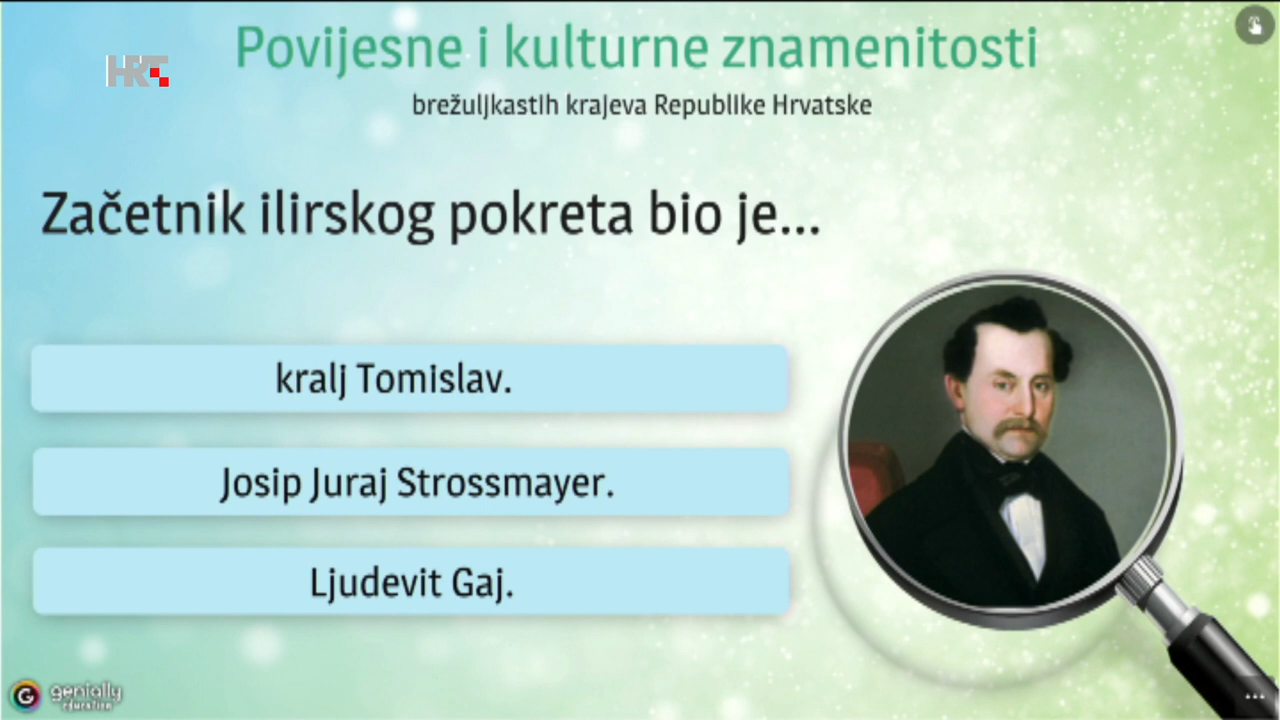 Povijesne i kulturne znamenitosti
HRT
brežuljkastih krajeva Republike Hrvatske
Začetnik ilirskog pokreta bio je...
kralj Tomislav.
Josip Juraj Strossmayer.
Ljudevit Gaj.
G genially
education